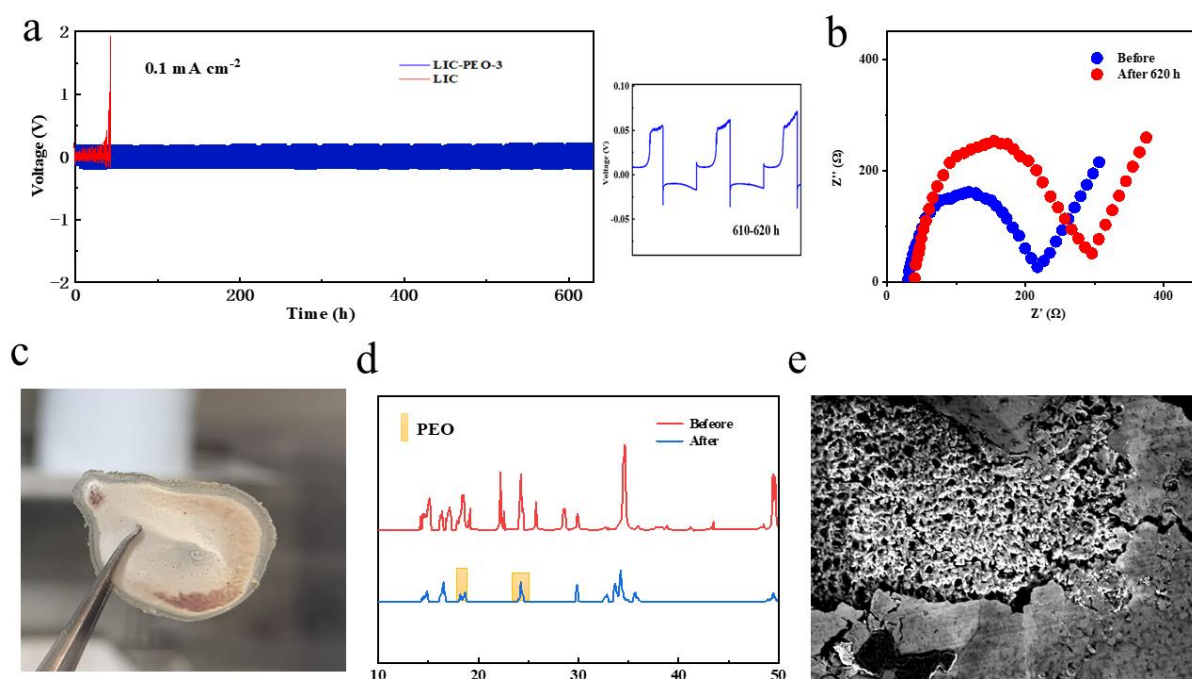 a
0.1 mA cm⁻²
LIC-PEO-3
LIC
Voltage (V)
2
1
0
-1
-2
0
200
400
600
Time (h)
Voltage (V)
0.10
0.05
0.00
-0.05
610-620 h
b
Before
After 620 h
Z'' (Ω)
400
200
0
0
200
400
Z' (Ω)
c
d
PEO
Befeore
After
10
20
30
40
50
e